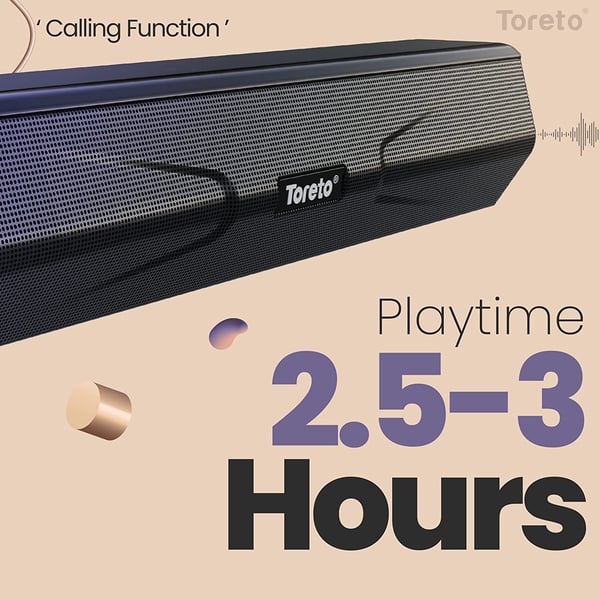 ‘ Calling Function ’
Toreto®
Toreto®
Playtime
2.5-3
Hours